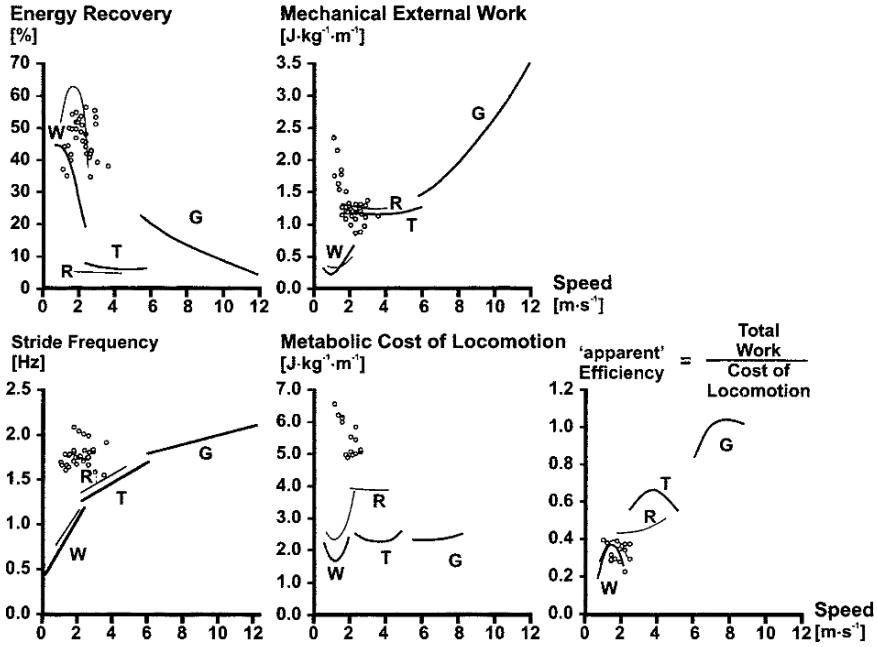 Energy Recovery
[%]
70
60
50
40
30
20
10
0
W
T
R
G
0 2 4 6 8 10 12
Mechanical External Work
[J·kg⁻¹·m⁻¹]
3.5
3.0
2.5
2.0
1.5
1.0
0.5
0.0
G
R
T
W
0 2 4 6 8 10 12
Speed
[m·s⁻¹]
Stride Frequency
[Hz]
2.5
2.0
1.5
1.0
0.5
0.0
R
T
G
W
0 2 4 6 8 10 12
Metabolic Cost of Locomotion
[J·kg⁻¹·m⁻¹]
7.0
6.0
5.0
4.0
3.0
2.0
1.0
0.0
R
W
T
G
0 2 4 6 8 10 12
'apparent'
Efficiency
=
Total
Work
Cost of
Locomotion
1.2
1.0
0.8
0.6
0.4
0.2
0.0
G
T
R
W
0 2 4 6 8 10 12
Speed
[m·s⁻¹]